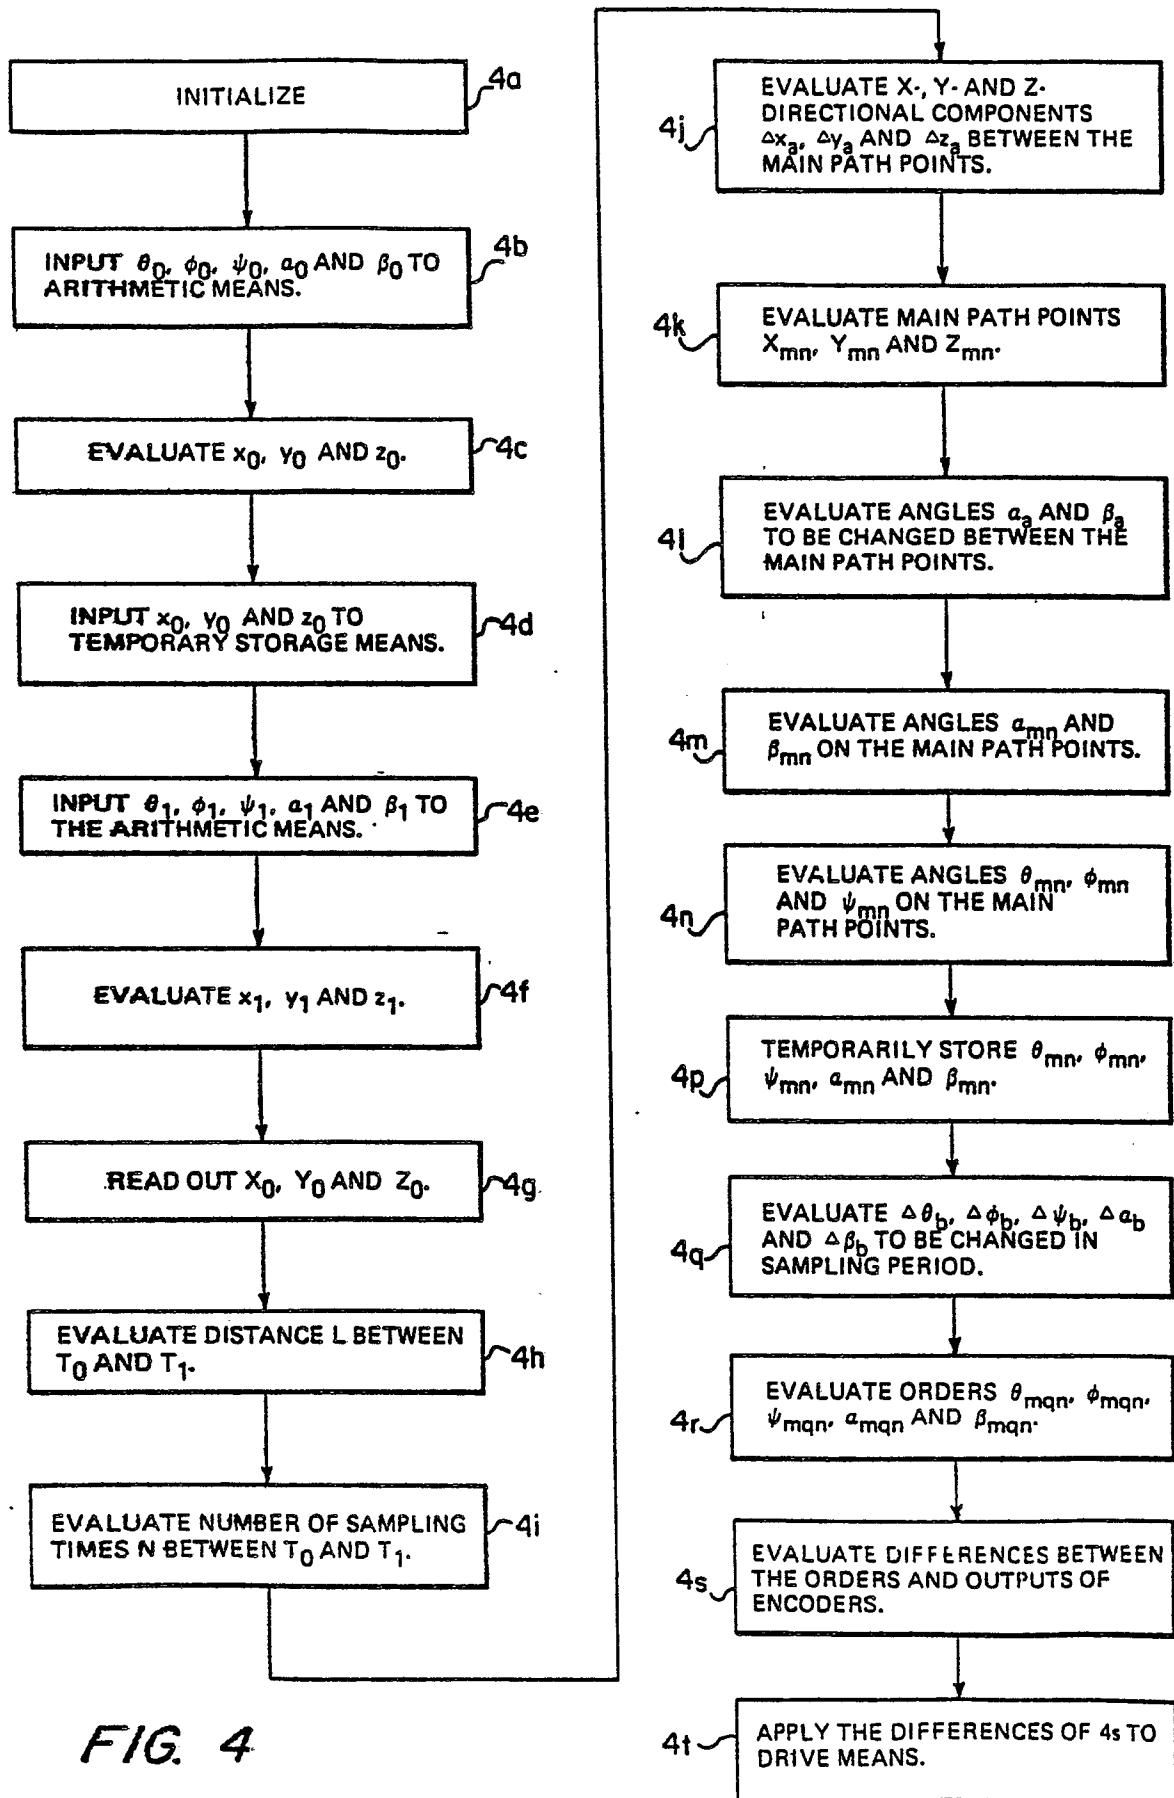 INITIALIZE
4a
INPUT θ₀, ϕ₀, ψ₀, α₀ AND β₀ TO
ARITHMETIC MEANS.
4b
EVALUATE x₀, y₀ AND z₀.
4c
INPUT x₀, y₀ AND z₀ TO
TEMPORARY STORAGE MEANS.
4d
INPUT θ₁, ϕ₁, ψ₁, α₁ AND β₁ TO
THE ARITHMETIC MEANS.
4e
EVALUATE x₁, y₁ AND z₁.
4f
READ OUT X₀, Y₀ AND Z₀.
4g
EVALUATE DISTANCE L BETWEEN
T₀ AND T₁.
4h
EVALUATE NUMBER OF SAMPLING
TIMES N BETWEEN T₀ AND T₁.
4i
EVALUATE X-, Y- AND Z-
DIRECTIONAL COMPONENTS
Δxₐ, Δyₐ AND Δzₐ BETWEEN THE
MAIN PATH POINTS.
4j
EVALUATE MAIN PATH POINTS
Xmn, Ymn AND Zmn.
4k
EVALUATE ANGLES αₐ AND βₐ
TO BE CHANGED BETWEEN THE
MAIN PATH POINTS.
4l
EVALUATE ANGLES αmn AND
βmn ON THE MAIN PATH POINTS.
4m
EVALUATE ANGLES θmn, ϕmn
AND ψmn ON THE MAIN
PATH POINTS.
4n
TEMPORARILY STORE θmn, ϕmn,
ψmn, αmn AND βmn.
4p
EVALUATE Δθb, Δϕb, Δψb, Δαb
AND Δβb TO BE CHANGED IN
SAMPLING PERIOD.
4q
EVALUATE ORDERS θmqn, ϕmqn,
ψmqn, αmqn AND βmqn.
4r
EVALUATE DIFFERENCES BETWEEN
THE ORDERS AND OUTPUTS OF
ENCODERS.
4s
APPLY THE DIFFERENCES OF 4s TO
DRIVE MEANS.
4t
FIG. 4